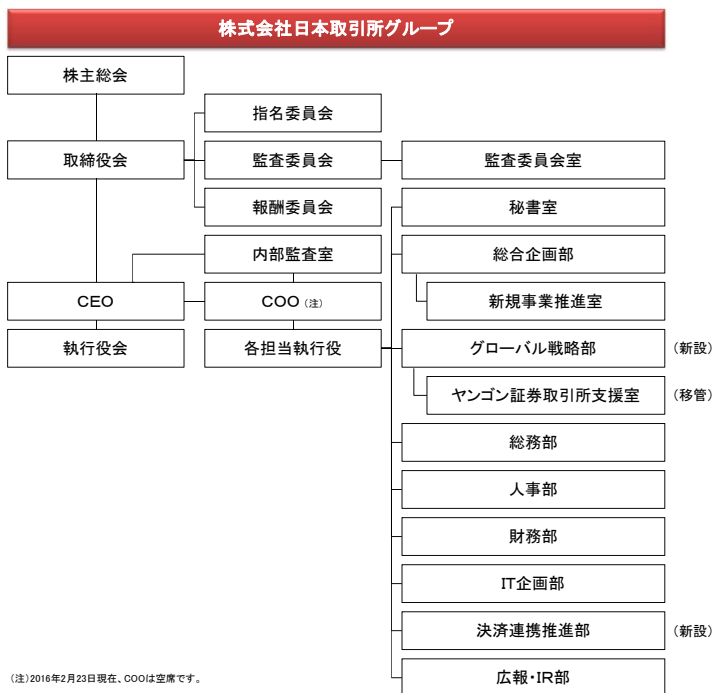 株式会社日本取引所グループ
株主総会
指名委員会
取締役会
監査委員会
監査委員会室
報酬委員会
秘書室
内部監査室
総合企画部
CEO
COO (注)
新規事業推進室
執行役会
各担当執行役
グローバル戦略部
(新設)
ヤンゴン証券取引所支援室
(移管)
総務部
人事部
財務部
IT企画部
決済連携推進部
(新設)
広報・IR部
(注)2016年2月23日現在、COOは空席です。